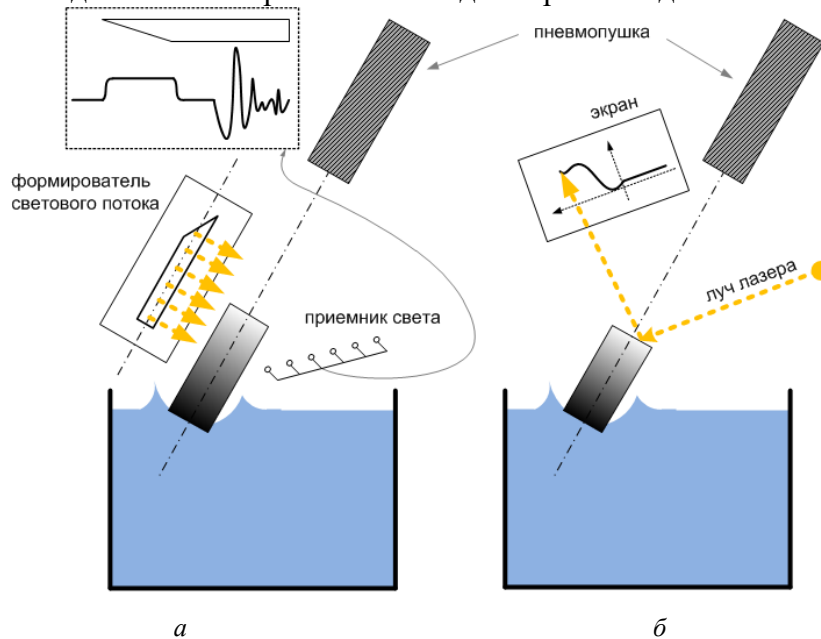 пневмопушка
экран
формирователь
светового потока
луч лазера
приемник света
а
б